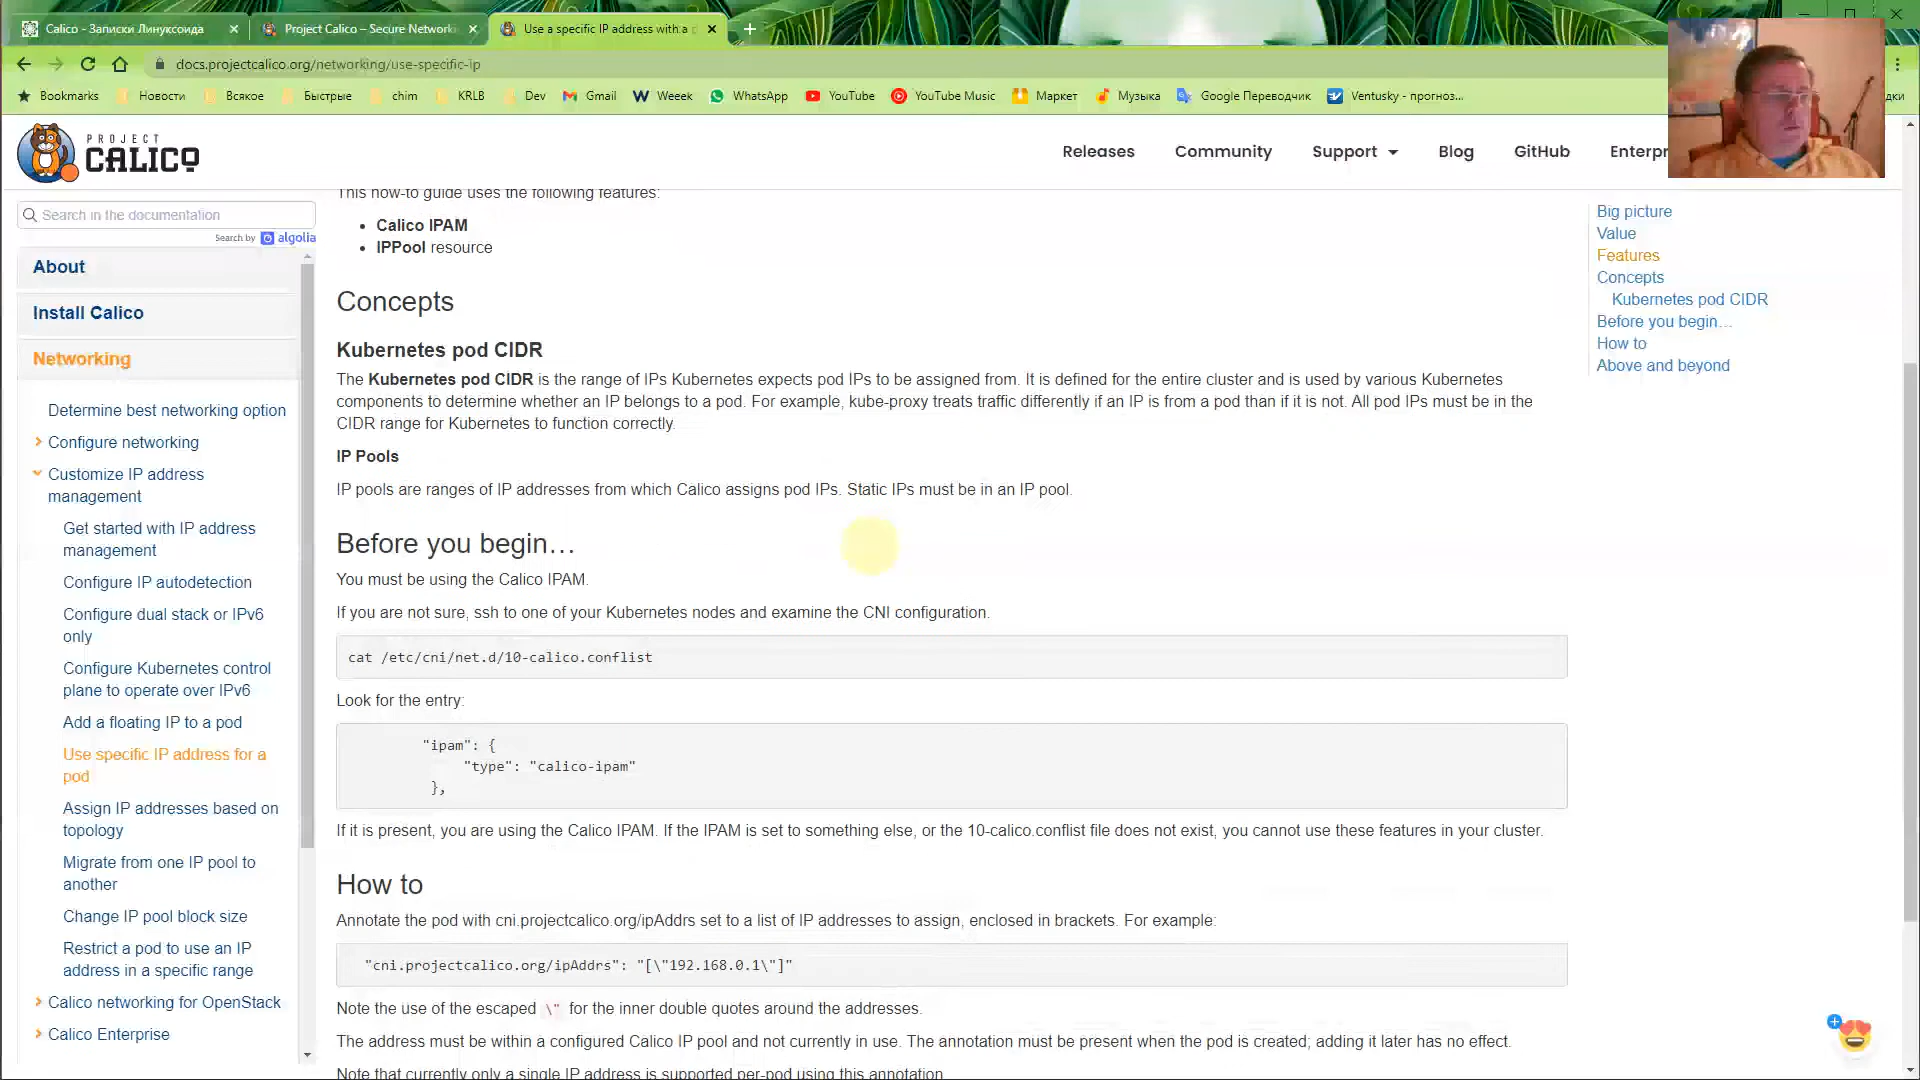 Calico - Записки Линуксоида
Project Calico – Secure Network
Use a specific IP address with a p
docs.projectcalico.org/networking/use-specific-ip
Bookmarks
Новости
Всякое
Быстрые
chim
KRLB
Dev
Gmail
Weeek
WhatsApp
YouTube
YouTube Music
Маркет
Музыка
Google Переводчик
Ventusky - прогноз...
PROJECT
CALICO
Releases
Community
Support
Blog
GitHub
Enterpr
Search in the documentation
Search by algolia
About
Install Calico
Networking
Determine best networking option
Configure networking
Customize IP address
management
Get started with IP address
management
Configure IP autodetection
Configure dual stack or IPv6
only
Configure Kubernetes control
plane to operate over IPv6
Add a floating IP to a pod
Use specific IP address for a
pod
Assign IP addresses based on
topology
Migrate from one IP pool to
another
Change IP pool block size
Restrict a pod to use an IP
address in a specific range
Calico networking for OpenStack
Calico Enterprise
This how-to guide uses the following features:
Calico IPAM
IPPool resource
Concepts
Kubernetes pod CIDR
The Kubernetes pod CIDR is the range of IPs Kubernetes expects pod IPs to be assigned from. It is defined for the entire cluster and is used by various Kubernetes
components to determine whether an IP belongs to a pod. For example, kube-proxy treats traffic differently if an IP is from a pod than if it is not. All pod IPs must be in the
CIDR range for Kubernetes to function correctly.
IP Pools
IP pools are ranges of IP addresses from which Calico assigns pod IPs. Static IPs must be in an IP pool.
Before you begin…
You must be using the Calico IPAM.
If you are not sure, ssh to one of your Kubernetes nodes and examine the CNI configuration.
cat /etc/cni/net.d/10-calico.conflist
Look for the entry:
"ipam": {
"type": "calico-ipam"
},
If it is present, you are using the Calico IPAM. If the IPAM is set to something else, or the 10-calico.conflist file does not exist, you cannot use these features in your cluster.
How to
Annotate the pod with cni.projectcalico.org/ipAddrs set to a list of IP addresses to assign, enclosed in brackets. For example:
"cni.projectcalico.org/ipAddrs": "[\"192.168.0.1\"]"
Note the use of the escaped \" for the inner double quotes around the addresses.
The address must be within a configured Calico IP pool and not currently in use. The annotation must be present when the pod is created; adding it later has no effect.
Note that currently only a single IP address is supported per-pod using this annotation.
Big picture
Value
Features
Concepts
Kubernetes pod CIDR
Before you begin…
How to
Above and beyond